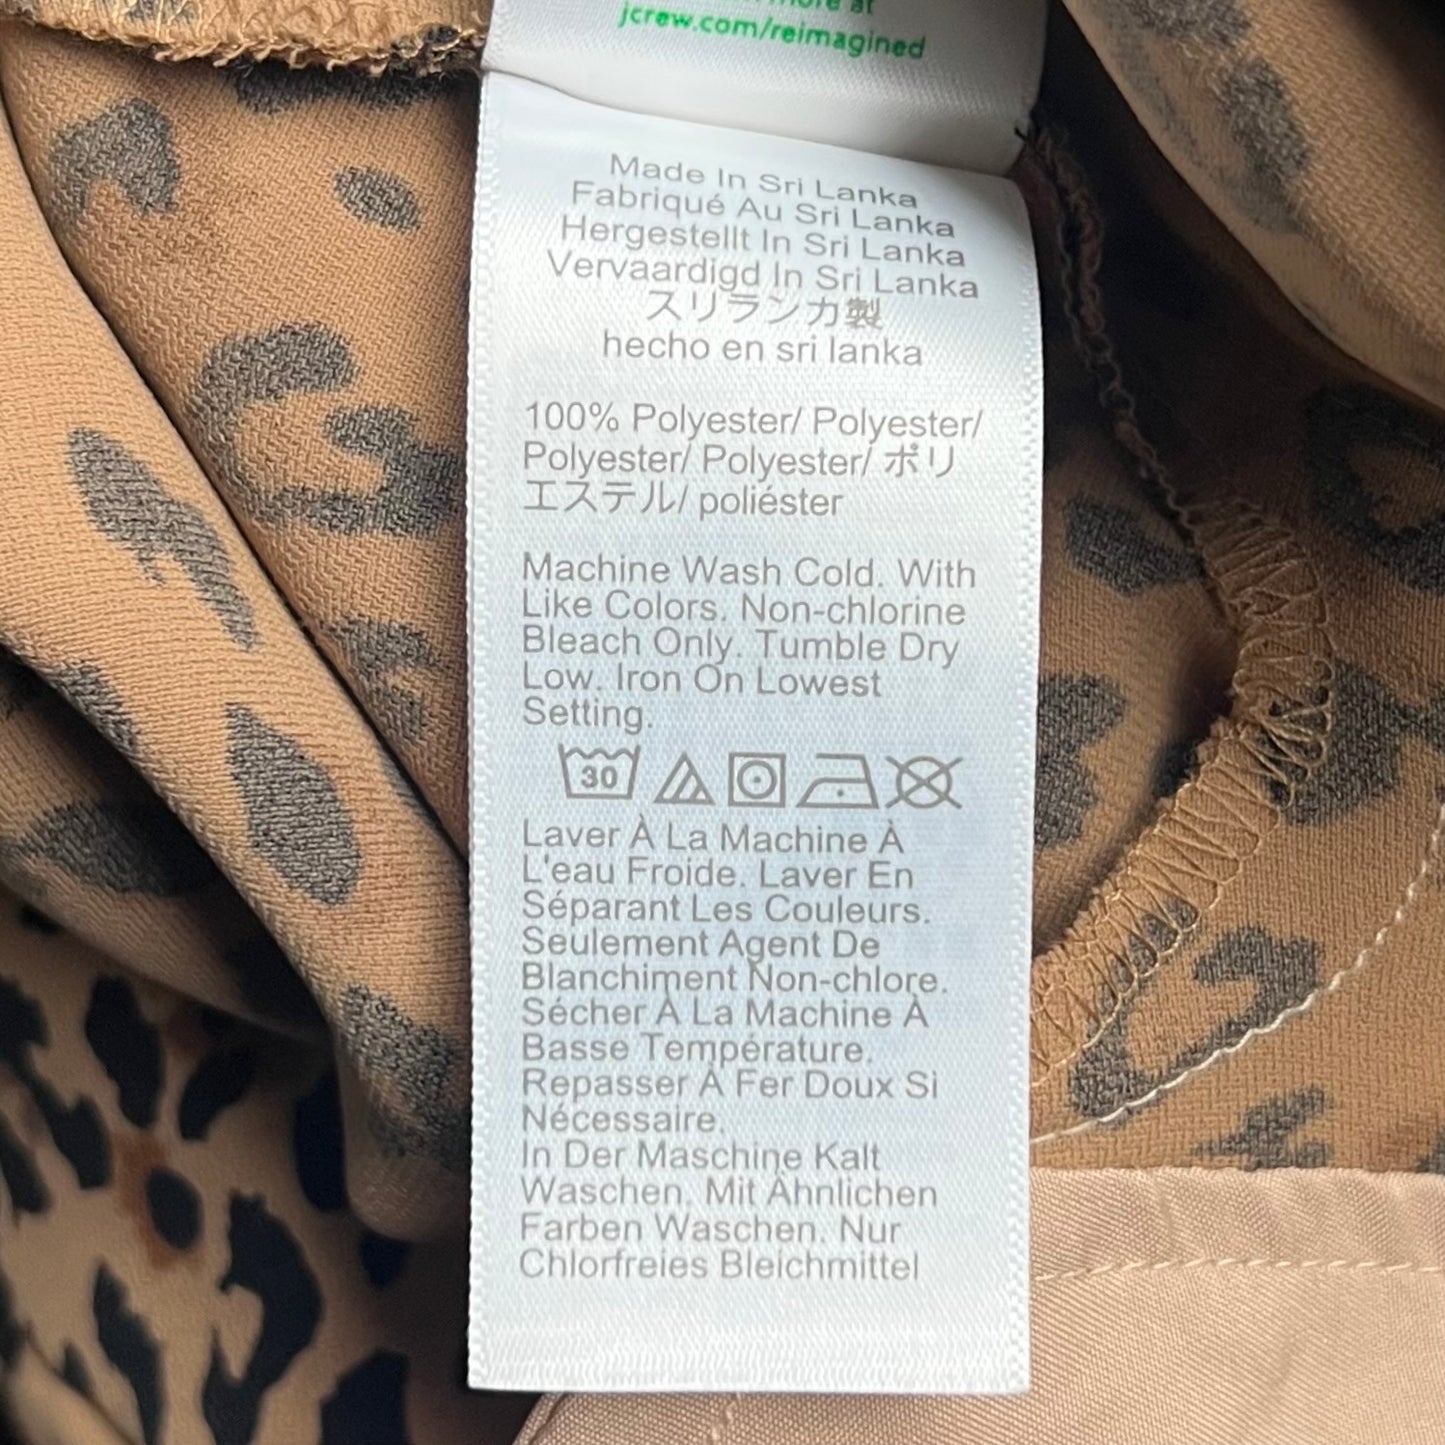 more at
jcrew.com/reimagined
Made In Sri Lanka
Fabriqué Au Sri Lanka
Hergestellt In Sri Lanka
Vervaardigd In Sri Lanka
スリランカ製
hecho en sri lanka
100% Polyester/ Polyester/
Polyester/ Polyester/ ポリ
エステル/ poliéster
Machine Wash Cold. With
Like Colors. Non-chlorine
Bleach Only. Tumble Dry
Low. Iron On Lowest
Setting.
30
Laver À La Machine À
L'eau Froide. Laver En
Séparant Les Couleurs.
Seulement Agent De
Blanchiment Non-chlore.
Sécher À La Machine À
Basse Température.
Repasser À Fer Doux Si
Nécessaire.
In Der Maschine Kalt
Waschen. Mit Ähnlichen
Farben Waschen. Nur
Chlorfreies Bleichmittel